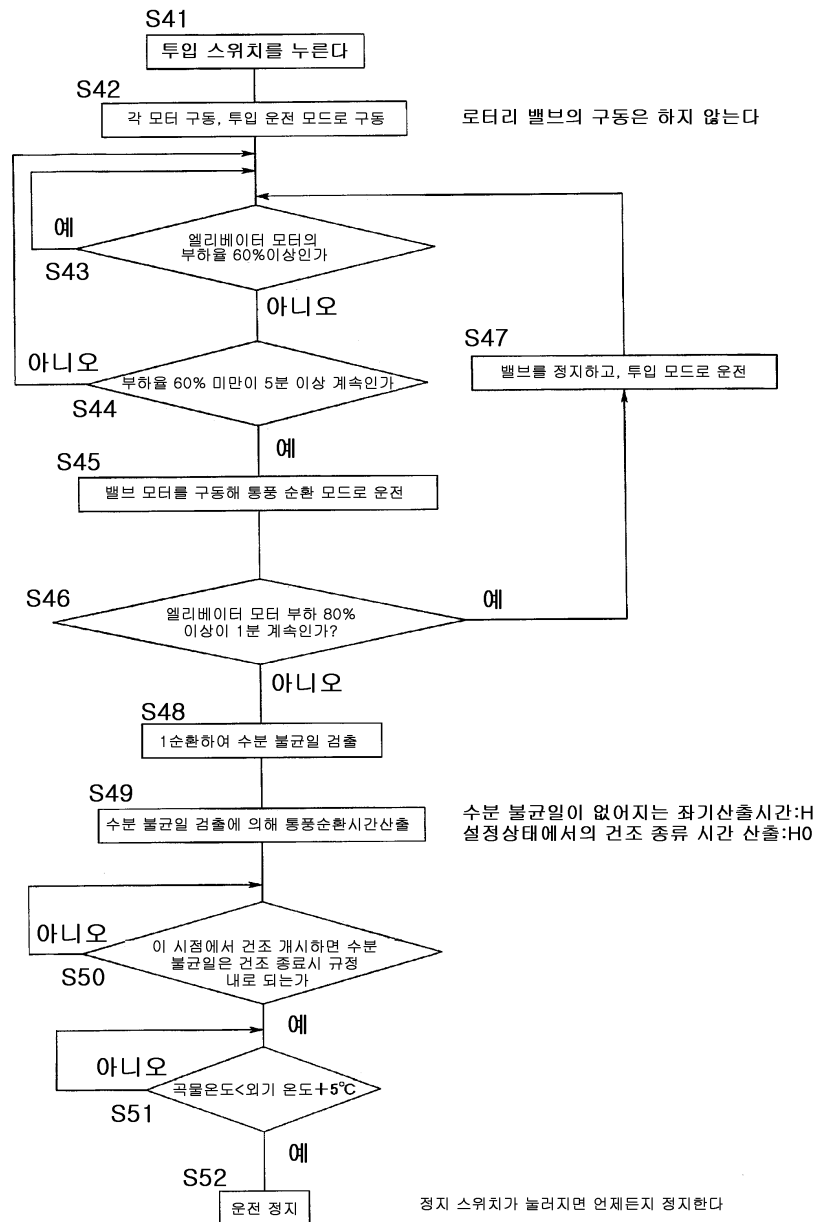 S41
투입 스위치를 누른다
S42
각 모터 구동, 투입 운전 모드로 구동
로터리 밸브의 구동은 하지 않는다
예
엘리베이터 모터의
부하율 60%이상인가
S43
아니오
S47
아니오
밸브를 정지하고, 투입 모드로 운전
부하율 60% 미만이 5분 이상 계속인가
S44
예
S45
밸브 모터를 구동해 통풍 순환 모드로 운전
S46
엘리베이터 모터 부하 80%
이상이 1분 계속인가?
예
아니오
S48
1순환하여 수분 불균일 검출
S49
수분 불균일 검출에 의해 통풍순환시간산출
수분 불균일이 없어지는 좌기산출시간:H
설정상태에서의 건조 종류 시간 산출:H0
아니오
이 시점에서 건조 개시하면 수분
불균일은 건조 종료시 규정
내로 되는가
S50
예
아니오
곡물온도<외기 온도+5℃
S51
예
S52
운전 정지
정지 스위치가 눌러지면 언제든지 정지한다